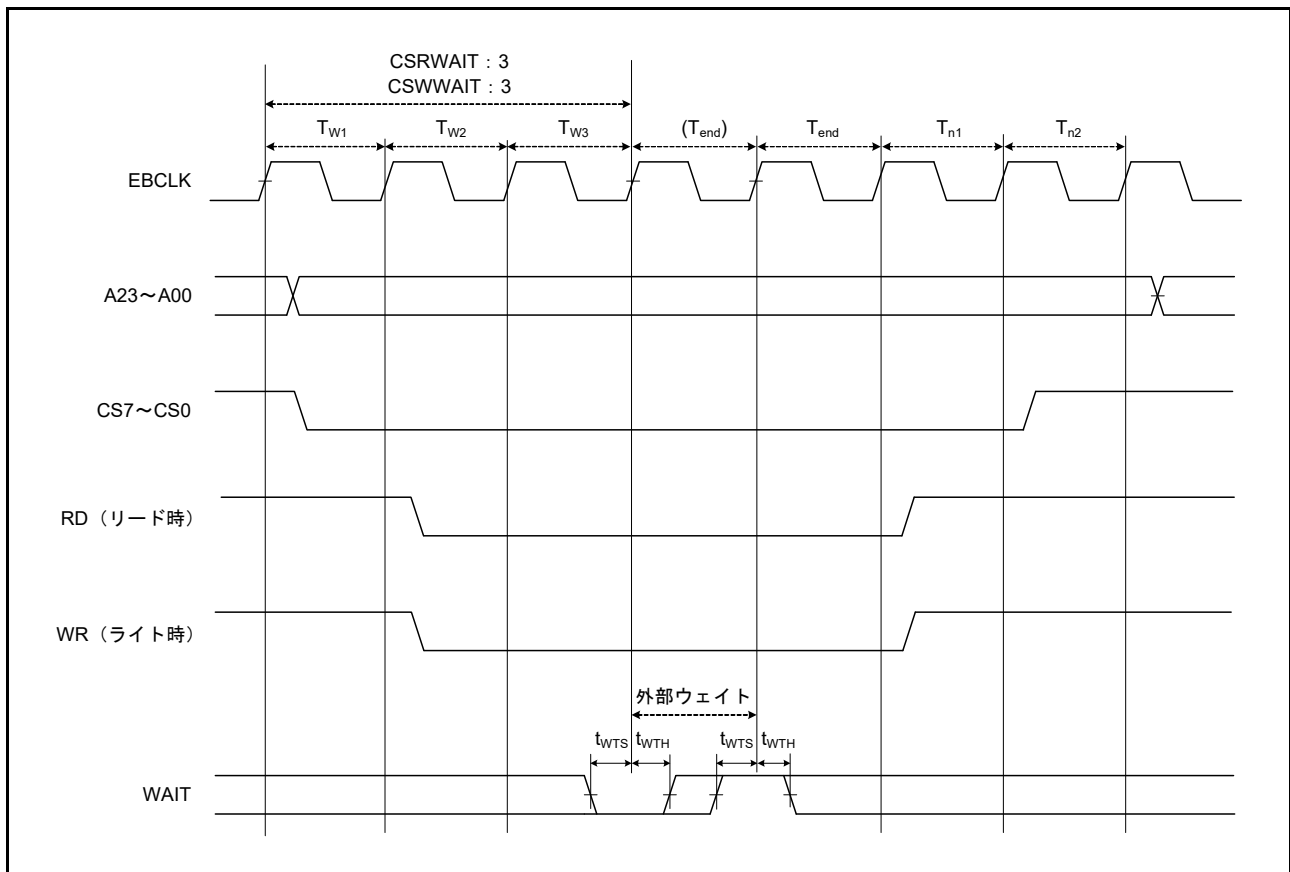 CSRWAIT：3
CSWWAIT：3
TW1 TW2 TW3 (Tend) Tend Tn1 Tn2
EBCLK
A23～A00
CS7～CS0
RD（リード時）
WR（ライト時）
外部ウェイト
tWTS tWTH tWTS tWTH
WAIT